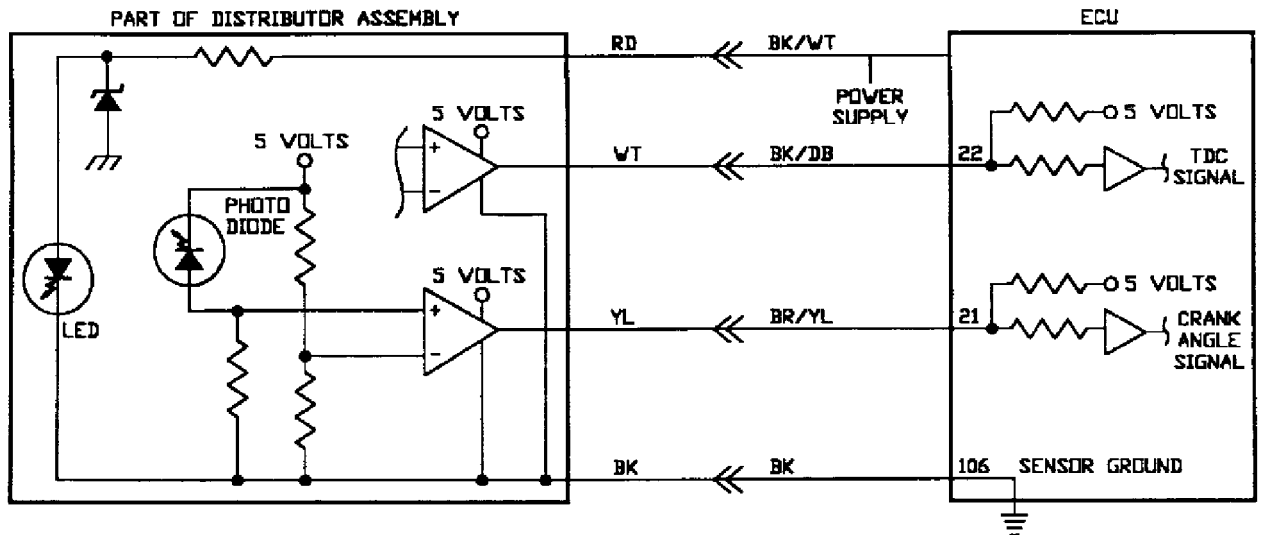 PART OF DISTRIBUTOR ASSEMBLY
ECU
RD
BK/WT
POWER
SUPPLY
5 VOLTS
5 VOLTS
5 VOLTS
+
-
WT
BK/DB
22
TDC
SIGNAL
PHOTO
DIODE
5 VOLTS
5 VOLTS
LED
+
-
YL
BR/YL
21
CRANK
ANGLE
SIGNAL
BK
BK
106
SENSOR GROUND